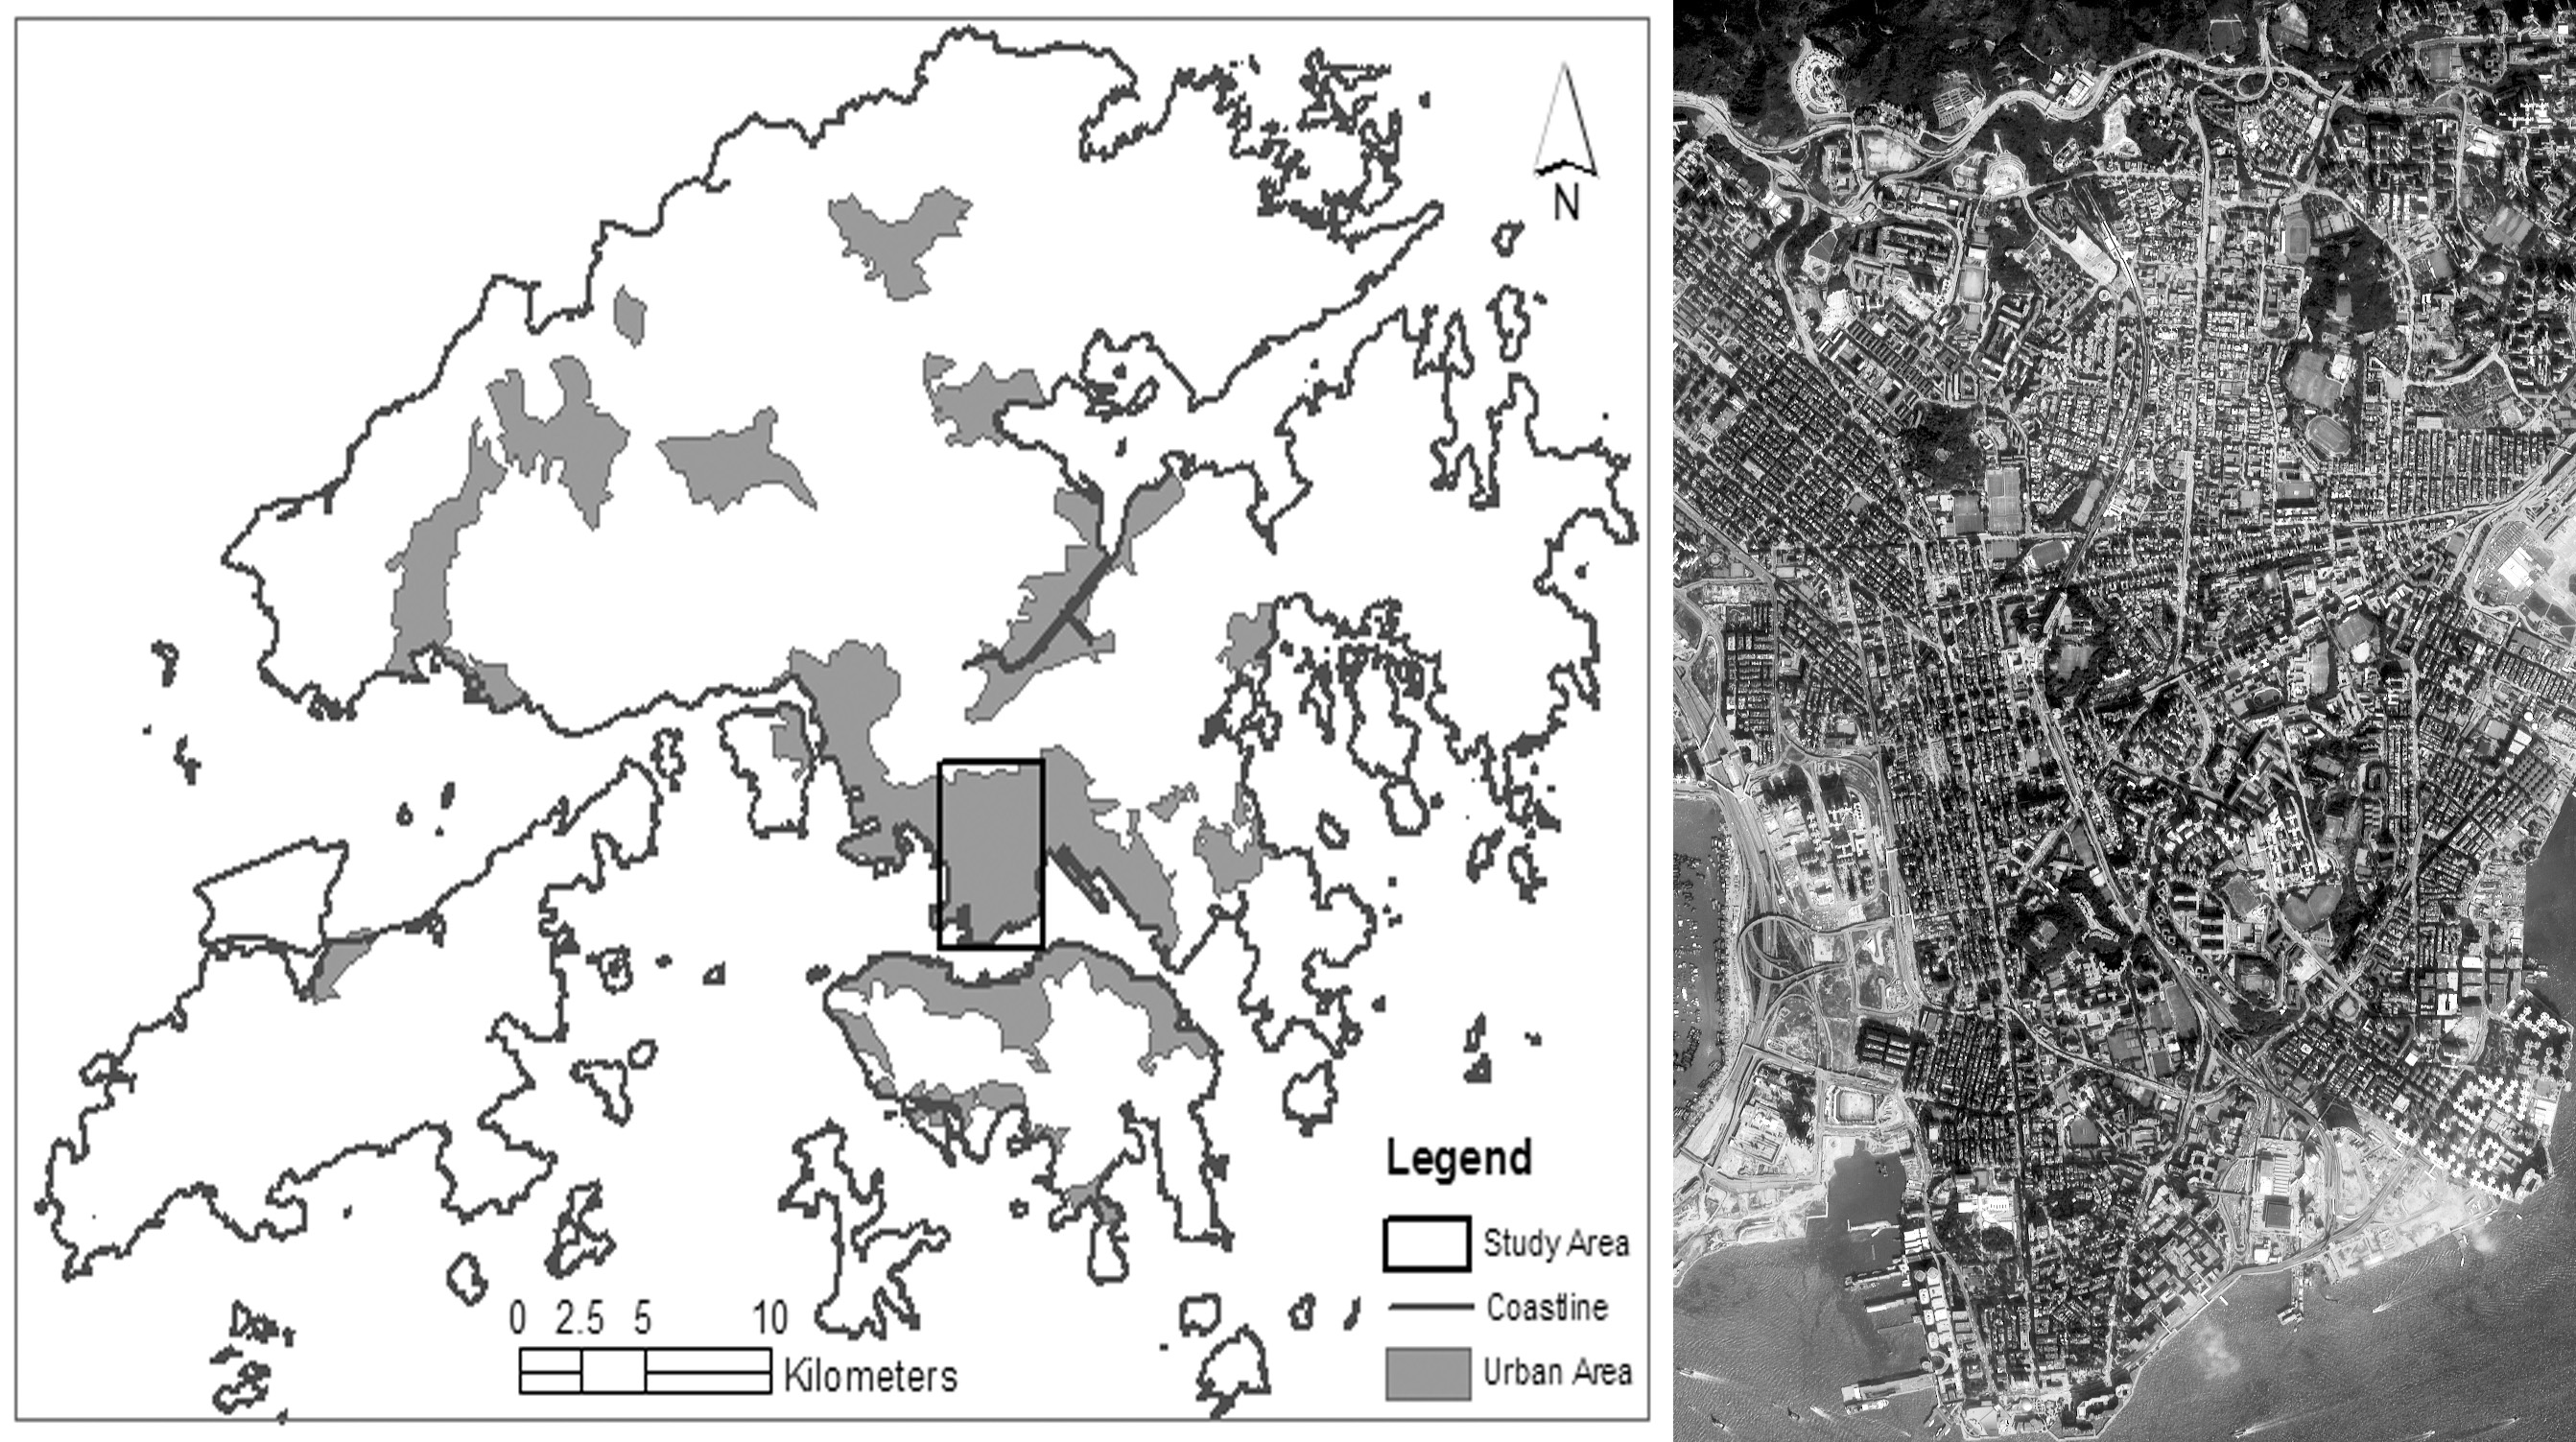 N
Legend
Study Area
Coastline
Urban Area
0 2.5 5 10
Kilometers